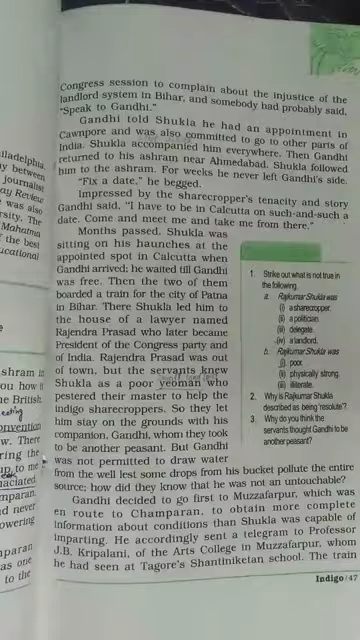 Congress session to complain about the injustice of the
landlord system in Bihar, and somebody had probably said,
"Speak to Gandhi."
Gandhi told Shukla he had an appointment in
Cawnpore and was also committed to go to other parts of
India. Shukla accompanied him everywhere. Then Gandhi
returned to his ashram near Ahmedabad. Shukla followed
him to the ashram. For weeks he never left Gandhi's side.
"Fix a date," he begged.
Impressed by the sharecropper's tenacity and story
Gandhi said, "I have to be in Calcutta on such-and-such a
date. Come and meet me and take me from there."
Months passed. Shukla was
sitting on his haunches at the
appointed spot in Calcutta when
Gandhi arrived; he waited till Gandhi
was free. Then the two of them
boarded a train for the city of Patna
in Bihar. There Shukla led him to
the house of a lawyer named
Rajendra Prasad who later became
President of the Congress party and
of India. Rajendra Prasad was out
of town, but the servants knew
Shukla as a poor yeoman who
pestered their master to help the
indigo sharecroppers. So they let
him stay on the grounds with his
companion, Gandhi, whom they took
to be another peasant. But Gandhi
was not permitted to draw water
from the well lest some drops from his bucket pollute the entire
source; how did they know that he was not an untouchable?
Gandhi decided to go first to Muzzafarpur, which was
en route to Champaran, to obtain more complete
information about conditions than Shukla was capable of
imparting. He accordingly sent a telegram to Professor
J.B. Kripalani, of the Arts College in Muzzafarpur, whom
he had seen at Tagore's Shantiniketan school. The train
1. Strike out what is not true in
the following.
a. Rajkumar Shukla was
(i) a sharecropper.
(ii) a politician.
(iii) delegate.
(iv) a landlord.
b. Rajkumar Shukla was
(i) poor.
(ii) physically strong.
(iii) illiterate.
2. Why is Rajkumar Shukla
described as being 'resolute'?
3. Why do you think the
servants thought Gandhi to be
another peasant?
Indigo/47
iladelphia.
y between
journalist
ay Review
was also
rsity. The
Mahatma
f the best
ucational
shram in
ou how it
he British
onvention
w. There
ring the
up to me
naciated
mparan.
d never
owering
mparan
as one
to the